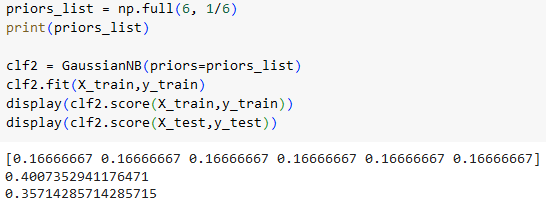 priors_list = np.full(6, 1/6)
print(priors_list)
clf2 = GaussianNB(priors=priors_list)
clf2.fit(X_train,y_train)
display(clf2.score(X_train,y_train))
display(clf2.score(X_test,y_test))
[0.16666667 0.16666667 0.16666667 0.16666667 0.16666667 0.16666667]
0.4007352941176471
0.35714285714285715